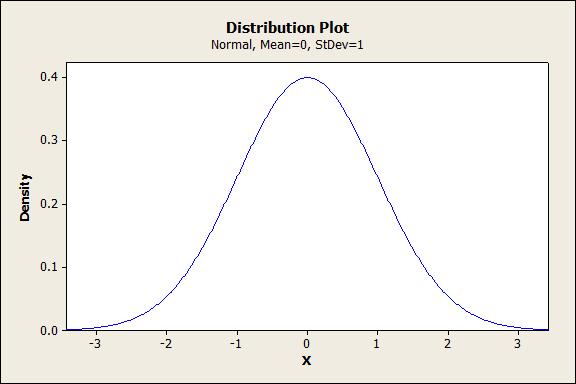 Distribution Plot
Normal, Mean=0, StDev=1
0.4
0.3
0.2
0.1
0.0
Density
-3 -2 -1 0 1 2 3
X